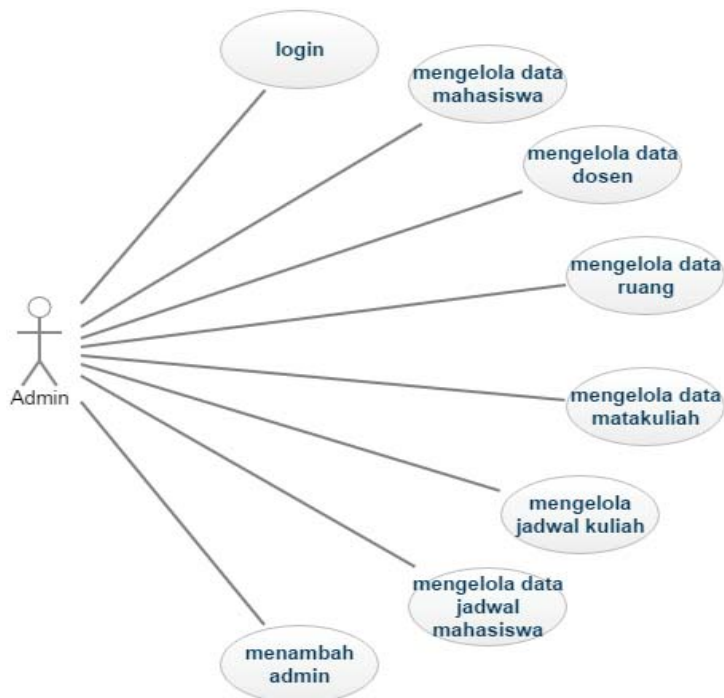 login
mengelola data
mahasiswa
mengelola data
dosen
mengelola data
ruang
Admin
mengelola data
matakuliah
mengelola
jadwal kuliah
mengelola data
jadwal
mahasiswa
menambah
admin